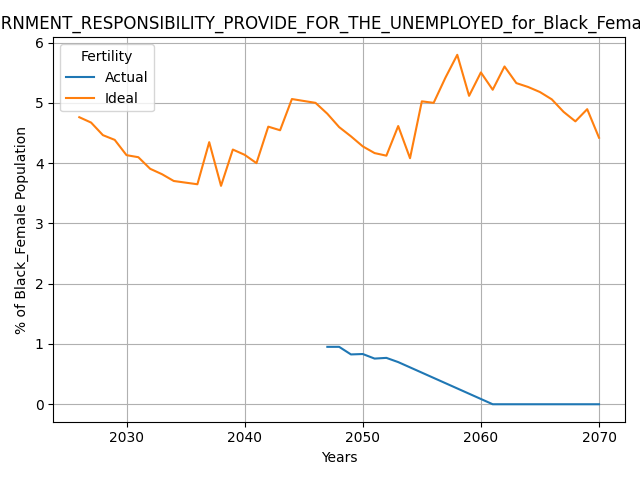 RNMENT_RESPONSIBILITY_PROVIDE_FOR_THE_UNEMPLOYED_for_Black_Fema
Fertility
Actual
Ideal
% of Black_Female Population
6
5
4
3
2
1
0
2030 2040 2050 2060 2070
Years